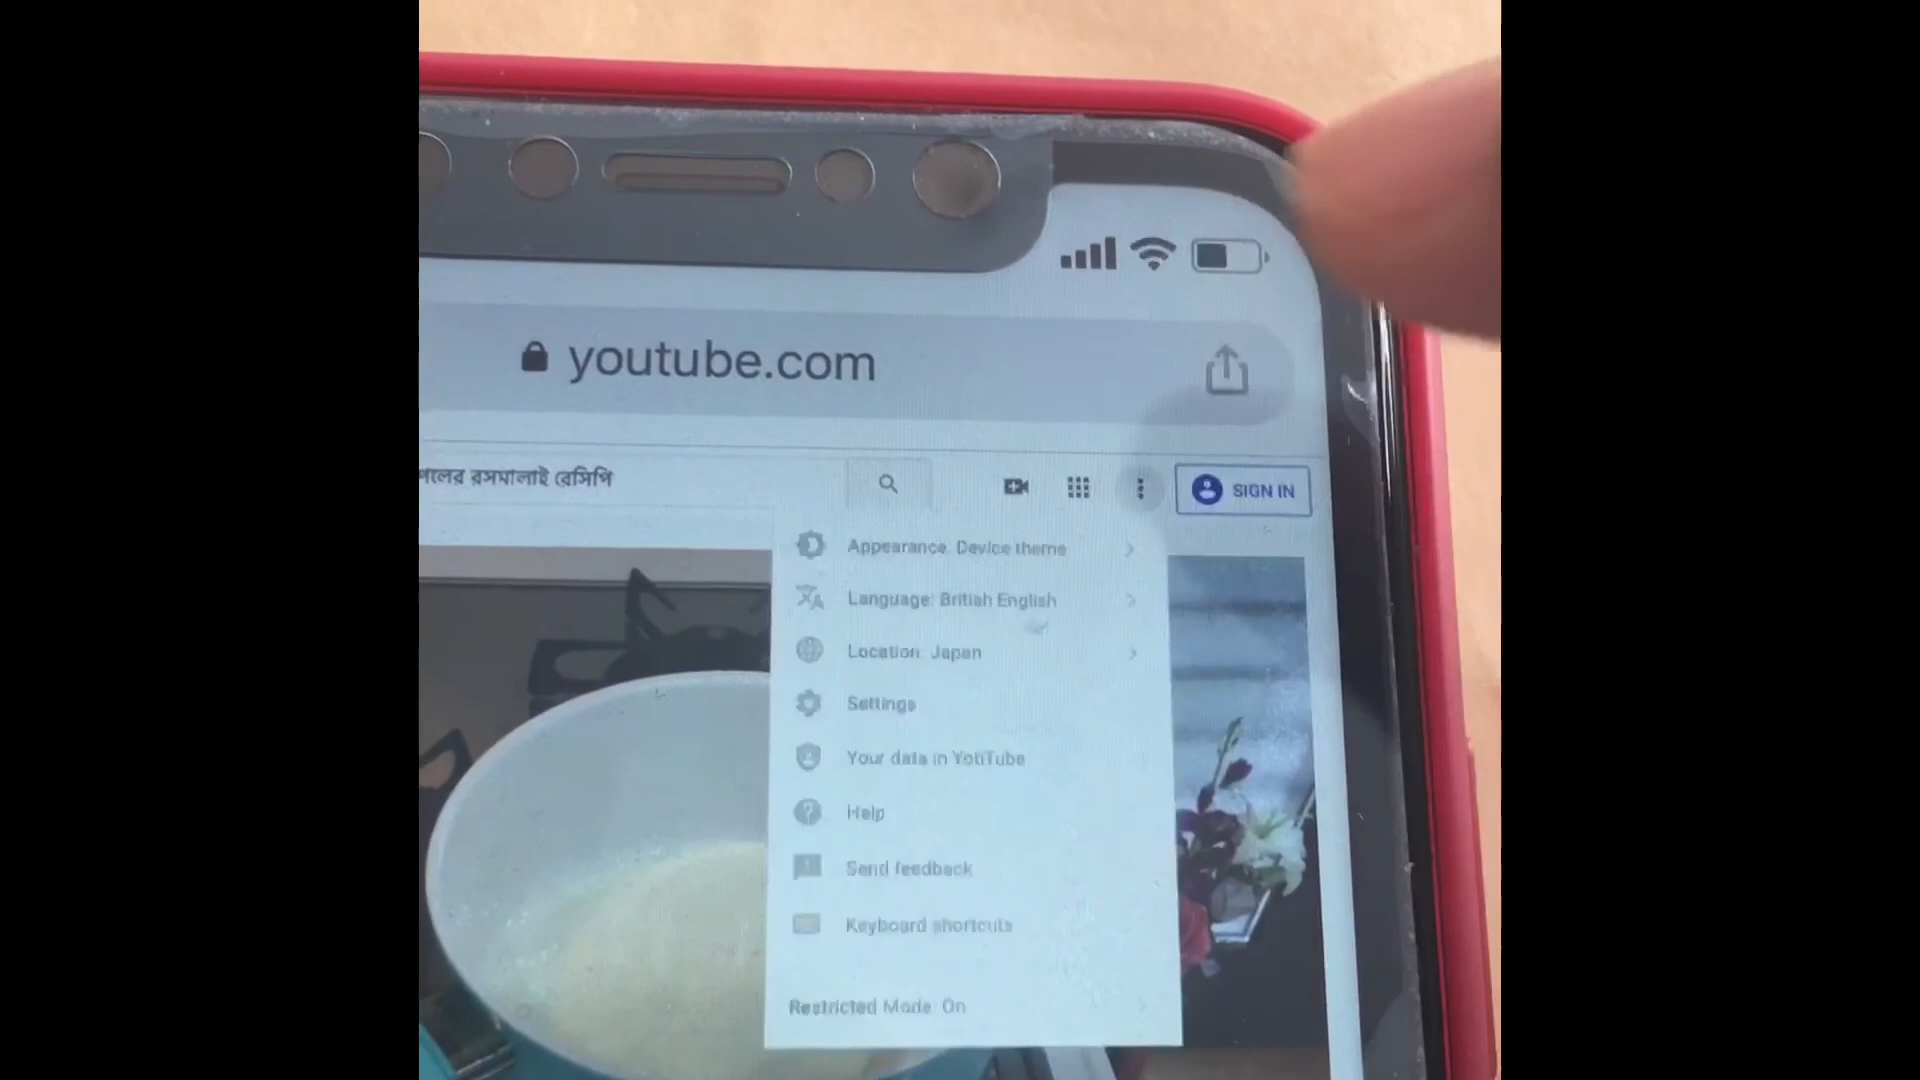 youtube.com
রসমালাই রেসিপি
SIGN IN
Appearance: Device theme
Language: British English
Location: Japan
Settings
Your data in YouTube
Help
Send feedback
Keyboard shortcuts
Restricted Mode: On